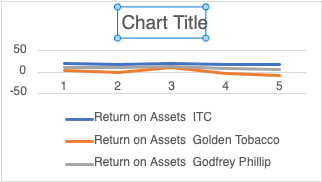 Chart Title
50
0
-50
1 2 3 4 5
Return on Assets ITC
Return on Assets Golden Tobacco
Return on Assets Godfrey Phillip